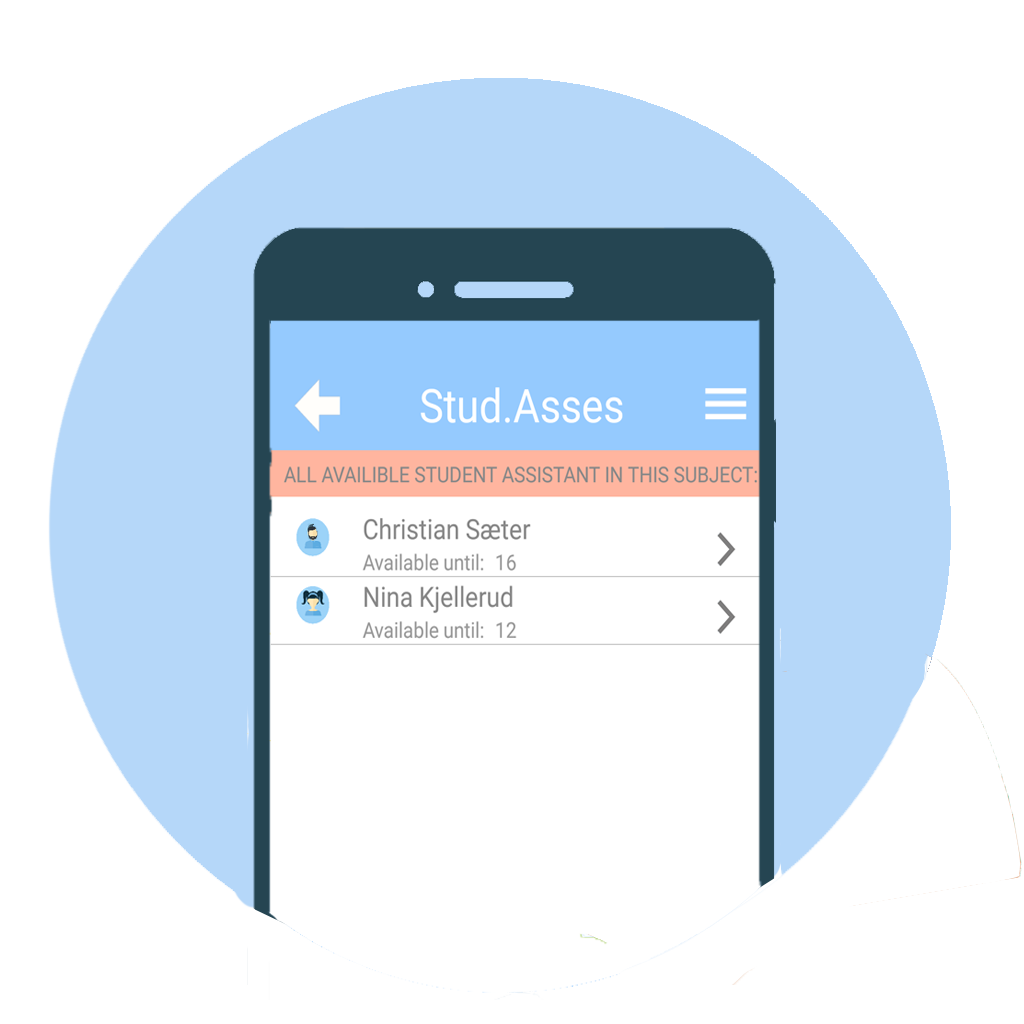 Stud.Asses
ALL AVAILIBLE STUDENT ASSISTANT IN THIS SUBJECT:
Christian Sæter
Available until: 16
Nina Kjellerud
Available until: 12